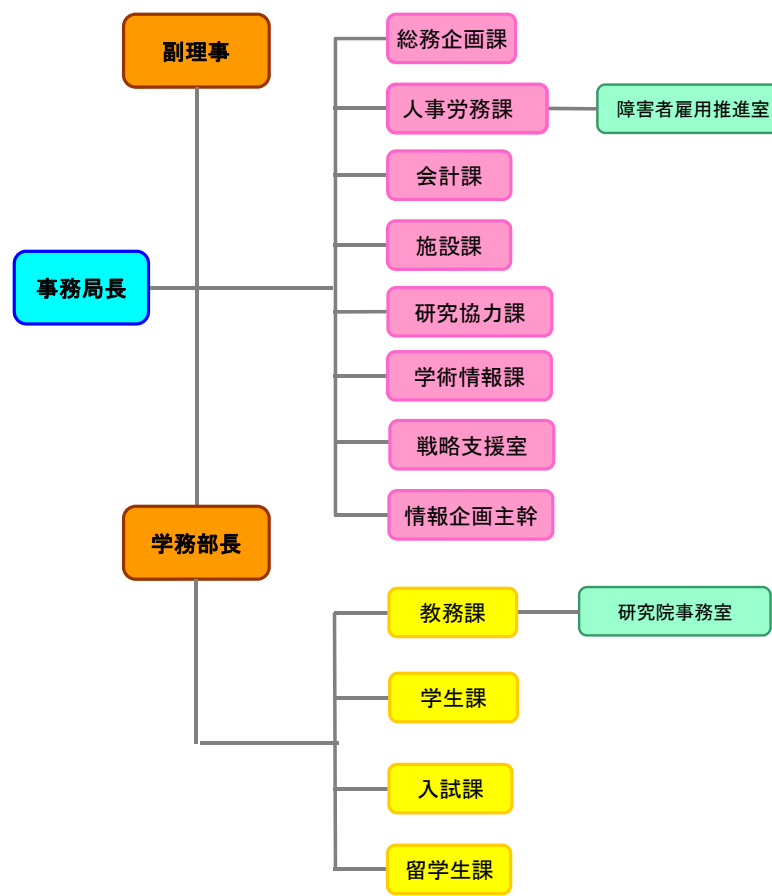 副理事
総務企画課
人事労務課
障害者雇用推進室
会計課
施設課
事務局長
研究協力課
学術情報課
戦略支援室
情報企画主幹
学務部長
教務課
研究院事務室
学生課
入試課
留学生課